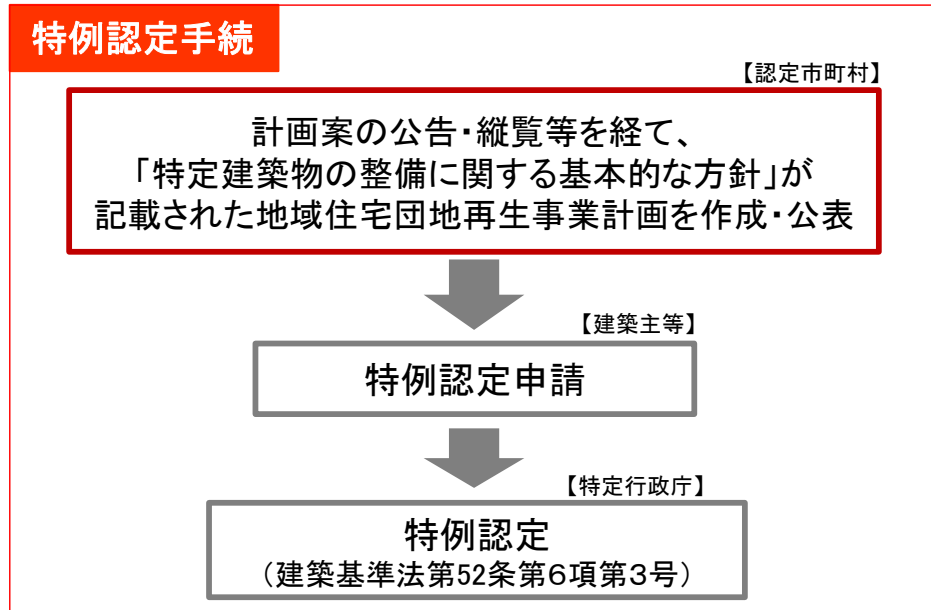 特例認定手続
【認定市町村】
計画案の公告・縦覧等を経て、
「特定建築物の整備に関する基本的な方針」が
記載された地域住宅団地再生事業計画を作成・公表
【建築主等】
特例認定申請
【特定行政庁】
特例認定
（建築基準法第52条第６項第３号）